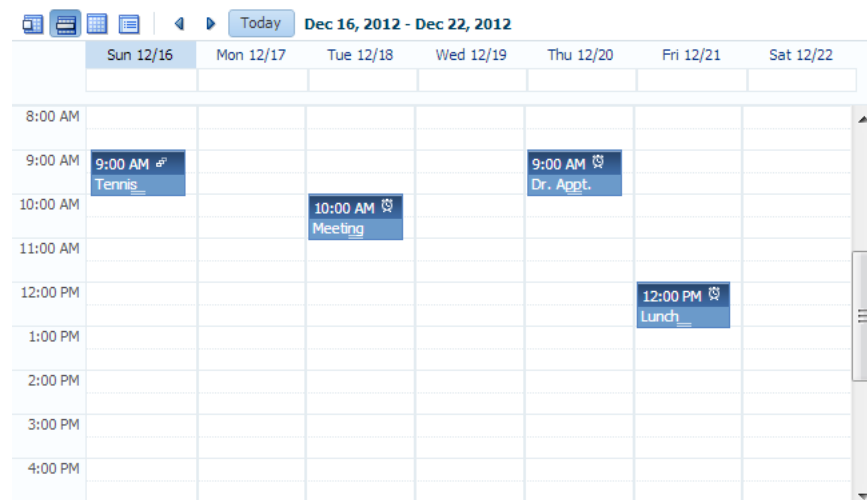 Today Dec 16, 2012 - Dec 22, 2012
Sun 12/16 Mon 12/17 Tue 12/18 Wed 12/19 Thu 12/20 Fri 12/21 Sat 12/22
8:00 AM
9:00 AM 9:00 AM 9:00 AM
Tennis Dr. Appt.
10:00 AM 10:00 AM
Meeting
11:00 AM
12:00 PM 12:00 PM
Lunch
1:00 PM
2:00 PM
3:00 PM
4:00 PM